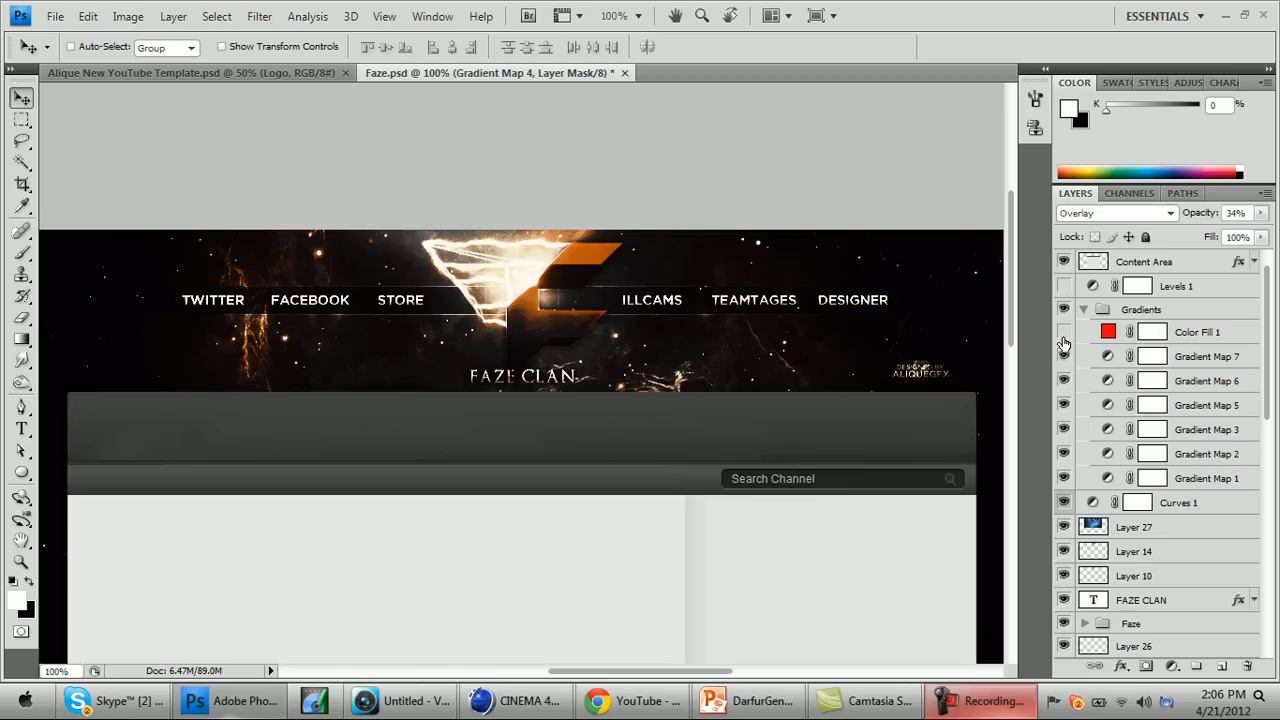 Ps File Edit Image Layer Select Filter Analysis 3D View Window Help Br 100% ESSENTIALS
Auto-Select: Group Show Transform Controls
Alique New YouTube Template.psd @ 50% (Logo, RGB/8#) × Faze.psd @ 100% (Gradient Map 4, Layer Mask/8) * ×
COLOR SWATC STYLES ADJUS CHAR
K 0 %
LAYERS CHANNELS PATHS
Overlay Opacity: 34%
Lock: Fill: 100%
Content Area fx
Levels 1
Gradients
Color Fill 1
Gradient Map 7
Gradient Map 6
Gradient Map 5
Gradient Map 3
Gradient Map 2
Gradient Map 1
Curves 1
Layer 27
Layer 14
Layer 10
T FAZE CLAN fx
Faze
Layer 26
TWITTER FACEBOOK STORE ILLCAMS TEAMTAGES DESIGNER
FAZE CLAN
DESIGNED BY
ALIQUEGFX
Search Channel
100% Doc: 6.47M/89.0M
Skype™ [2] ... Adobe Pho... Untitled - V... CINEMA 4... YouTube - ... DarfurGen... Camtasia S... Recording... 2:06 PM
4/21/2012